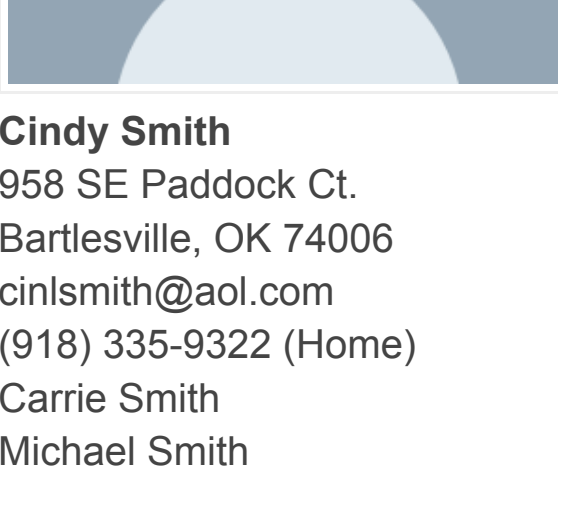 Cindy Smith
958 SE Paddock Ct.
Bartlesville, OK 74006
cinlsmith@aol.com
(918) 335-9322 (Home)
Carrie Smith
Michael Smith